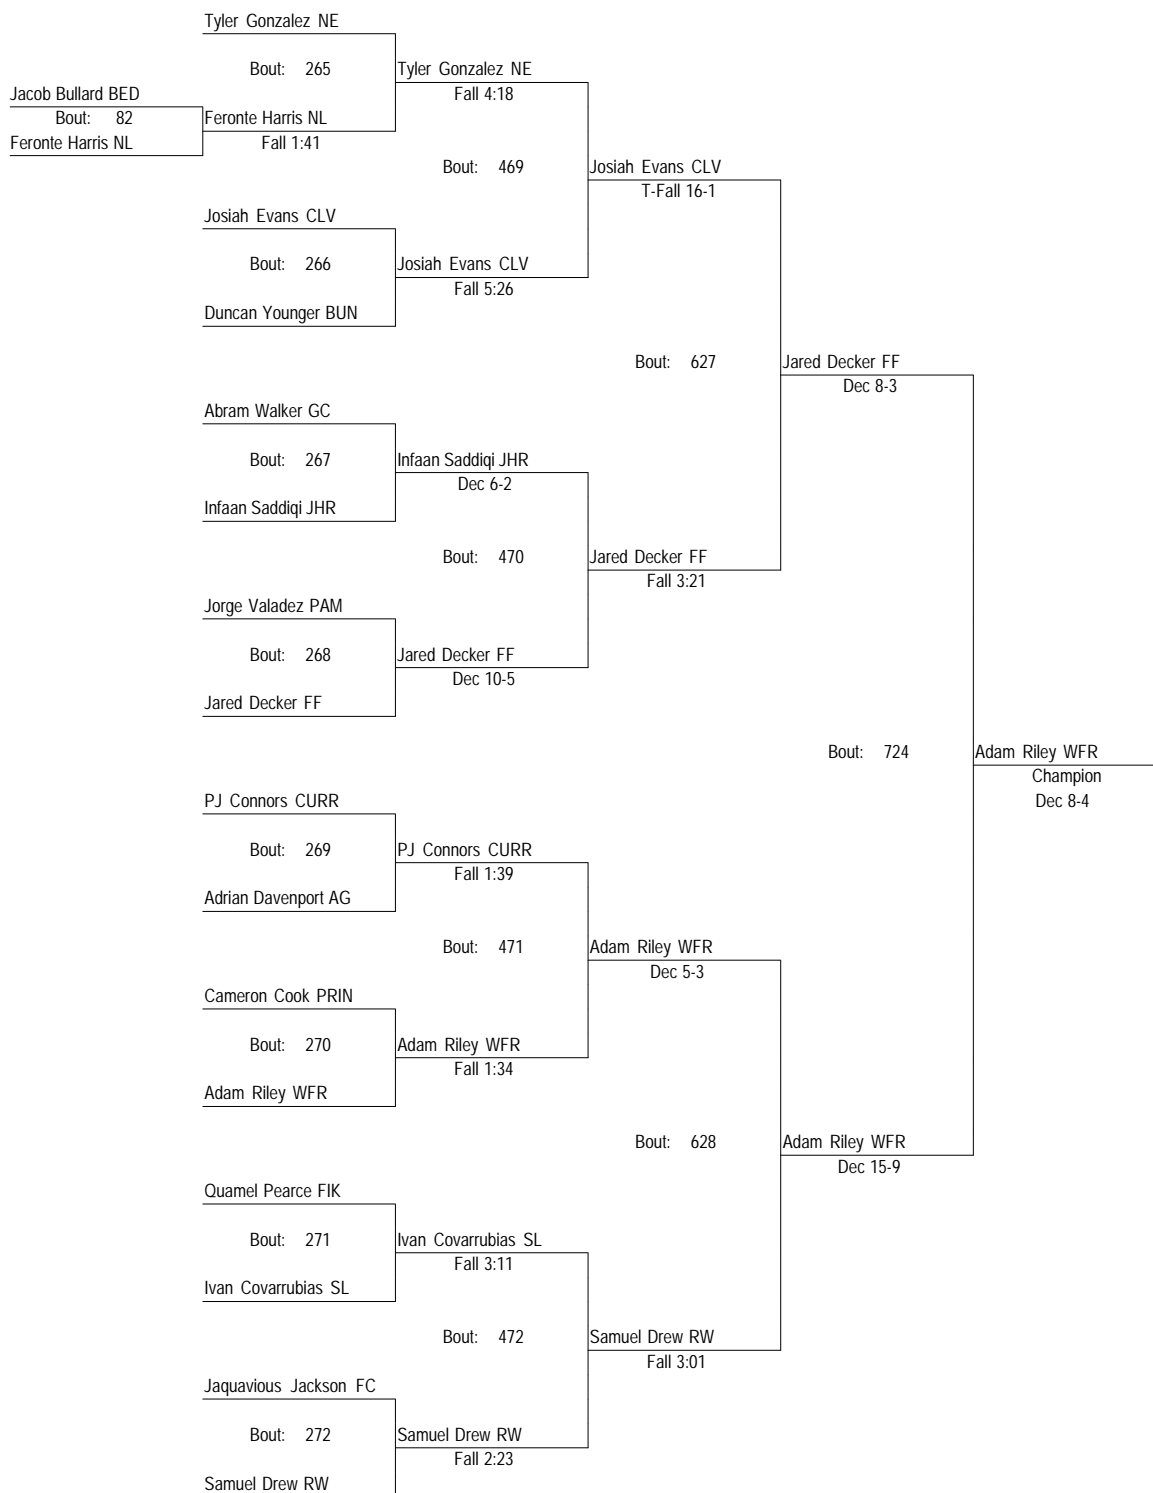 Tyler Gonzalez NE
Bout: 265
Tyler Gonzalez NE
Fall 4:18
Jacob Bullard BED
Bout: 82
Feronte Harris NL
Feronte Harris NL
Fall 1:41
Bout: 469
Josiah Evans CLV
T-Fall 16-1
Josiah Evans CLV
Bout: 266
Josiah Evans CLV
Fall 5:26
Duncan Younger BUN
Bout: 627
Jared Decker FF
Dec 8-3
Abram Walker GC
Bout: 267
Infaan Saddiqi JHR
Dec 6-2
Infaan Saddiqi JHR
Bout: 470
Jared Decker FF
Fall 3:21
Jorge Valadez PAM
Bout: 268
Jared Decker FF
Dec 10-5
Jared Decker FF
Bout: 724
Adam Riley WFR
Champion
Dec 8-4
PJ Connors CURR
Bout: 269
PJ Connors CURR
Fall 1:39
Adrian Davenport AG
Bout: 471
Adam Riley WFR
Dec 5-3
Cameron Cook PRIN
Bout: 270
Adam Riley WFR
Fall 1:34
Adam Riley WFR
Bout: 628
Adam Riley WFR
Dec 15-9
Quamel Pearce FIK
Bout: 271
Ivan Covarrubias SL
Fall 3:11
Ivan Covarrubias SL
Bout: 472
Samuel Drew RW
Fall 3:01
Jaquavious Jackson FC
Bout: 272
Samuel Drew RW
Fall 2:23
Samuel Drew RW